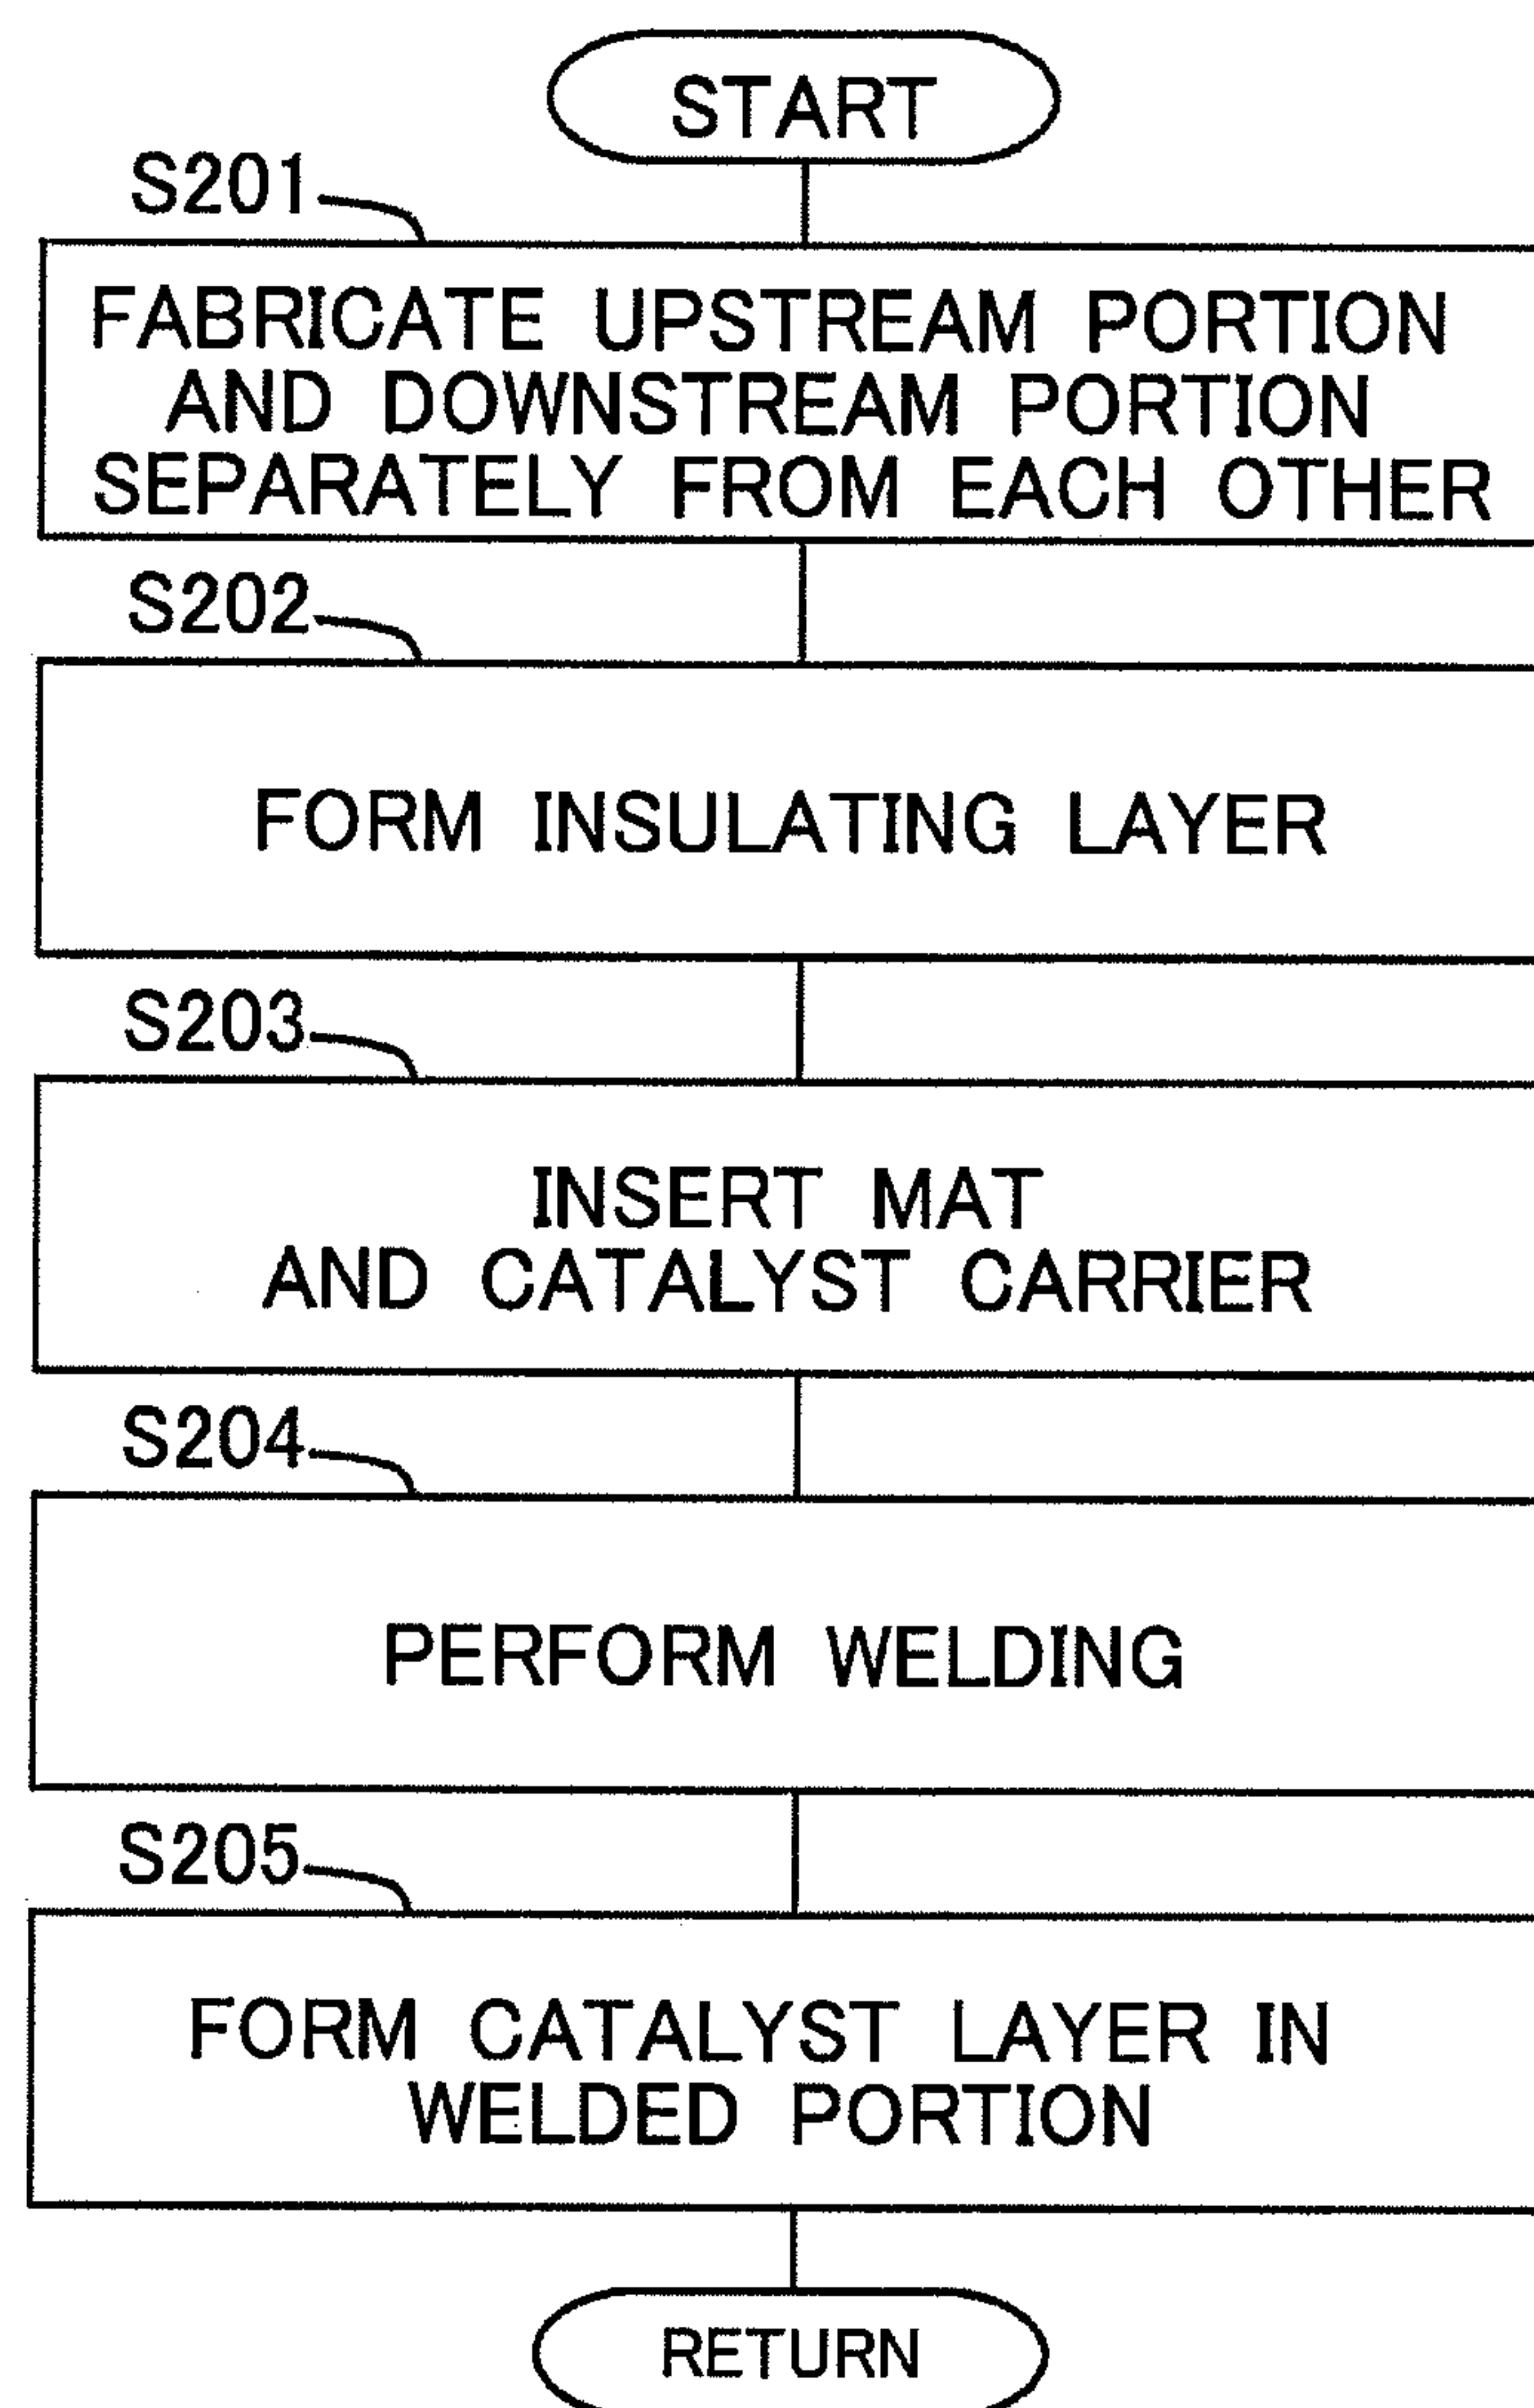 START
S201
FABRICATE UPSTREAM PORTION
AND DOWNSTREAM PORTION
SEPARATELY FROM EACH OTHER
S202
FORM INSULATING LAYER
S203
INSERT MAT
AND CATALYST CARRIER
S204
PERFORM WELDING
S205
FORM CATALYST LAYER IN
WELDED PORTION
RETURN